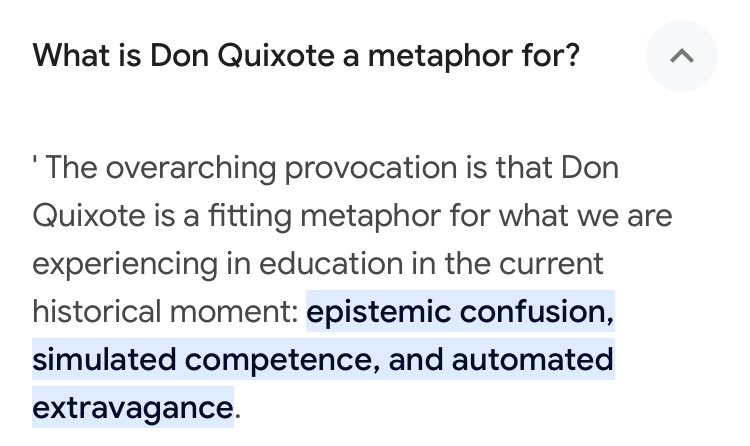 What is Don Quixote a metaphor for?
' The overarching provocation is that Don
Quixote is a fitting metaphor for what we are
experiencing in education in the current
historical moment: epistemic confusion,
simulated competence, and automated
extravagance.